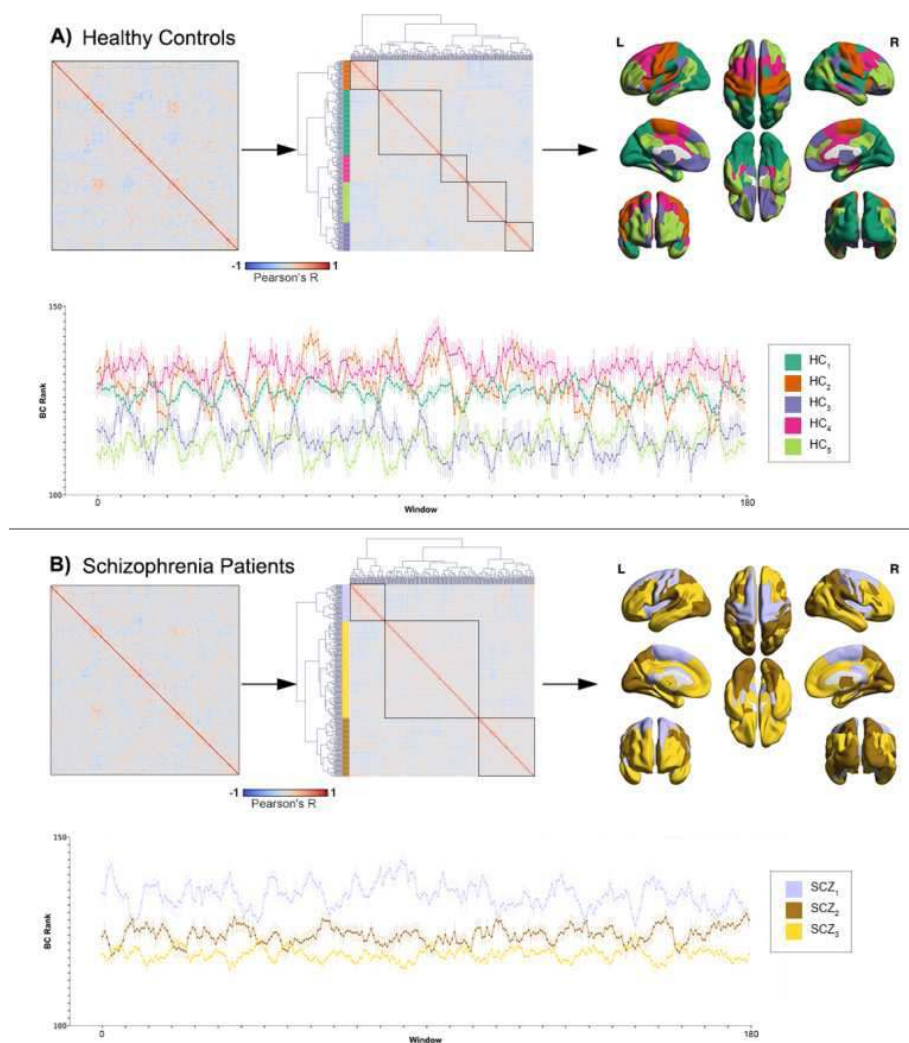 A) Healthy Controls
L
R
-1 1
Pearson's R
150
BC Rank
100
0
Window
180
HC1
HC2
HC3
HC4
HC5
B) Schizophrenia Patients
L
R
-1 1
Pearson's R
150
BC Rank
100
0
Window
180
SCZ1
SCZ2
SCZ3